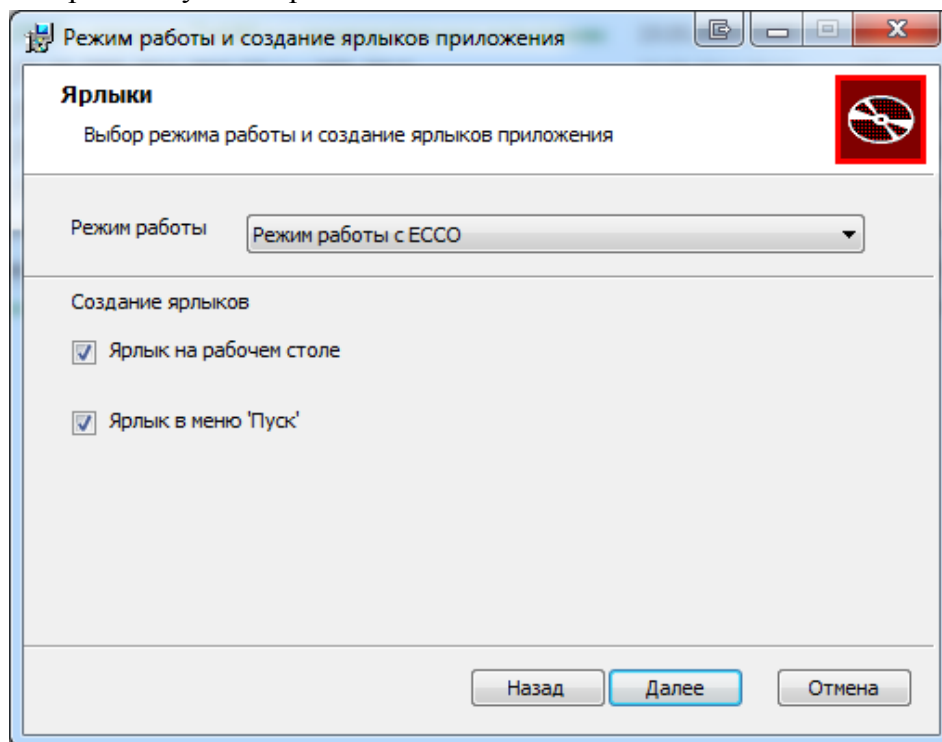 Режим работы и создание ярлыков приложения
Ярлыки
Выбор режима работы и создание ярлыков приложения
Режим работы
Режим работы с ЕССО
Создание ярлыков
Ярлык на рабочем столе
Ярлык в меню 'Пуск'
Назад
Далее
Отмена